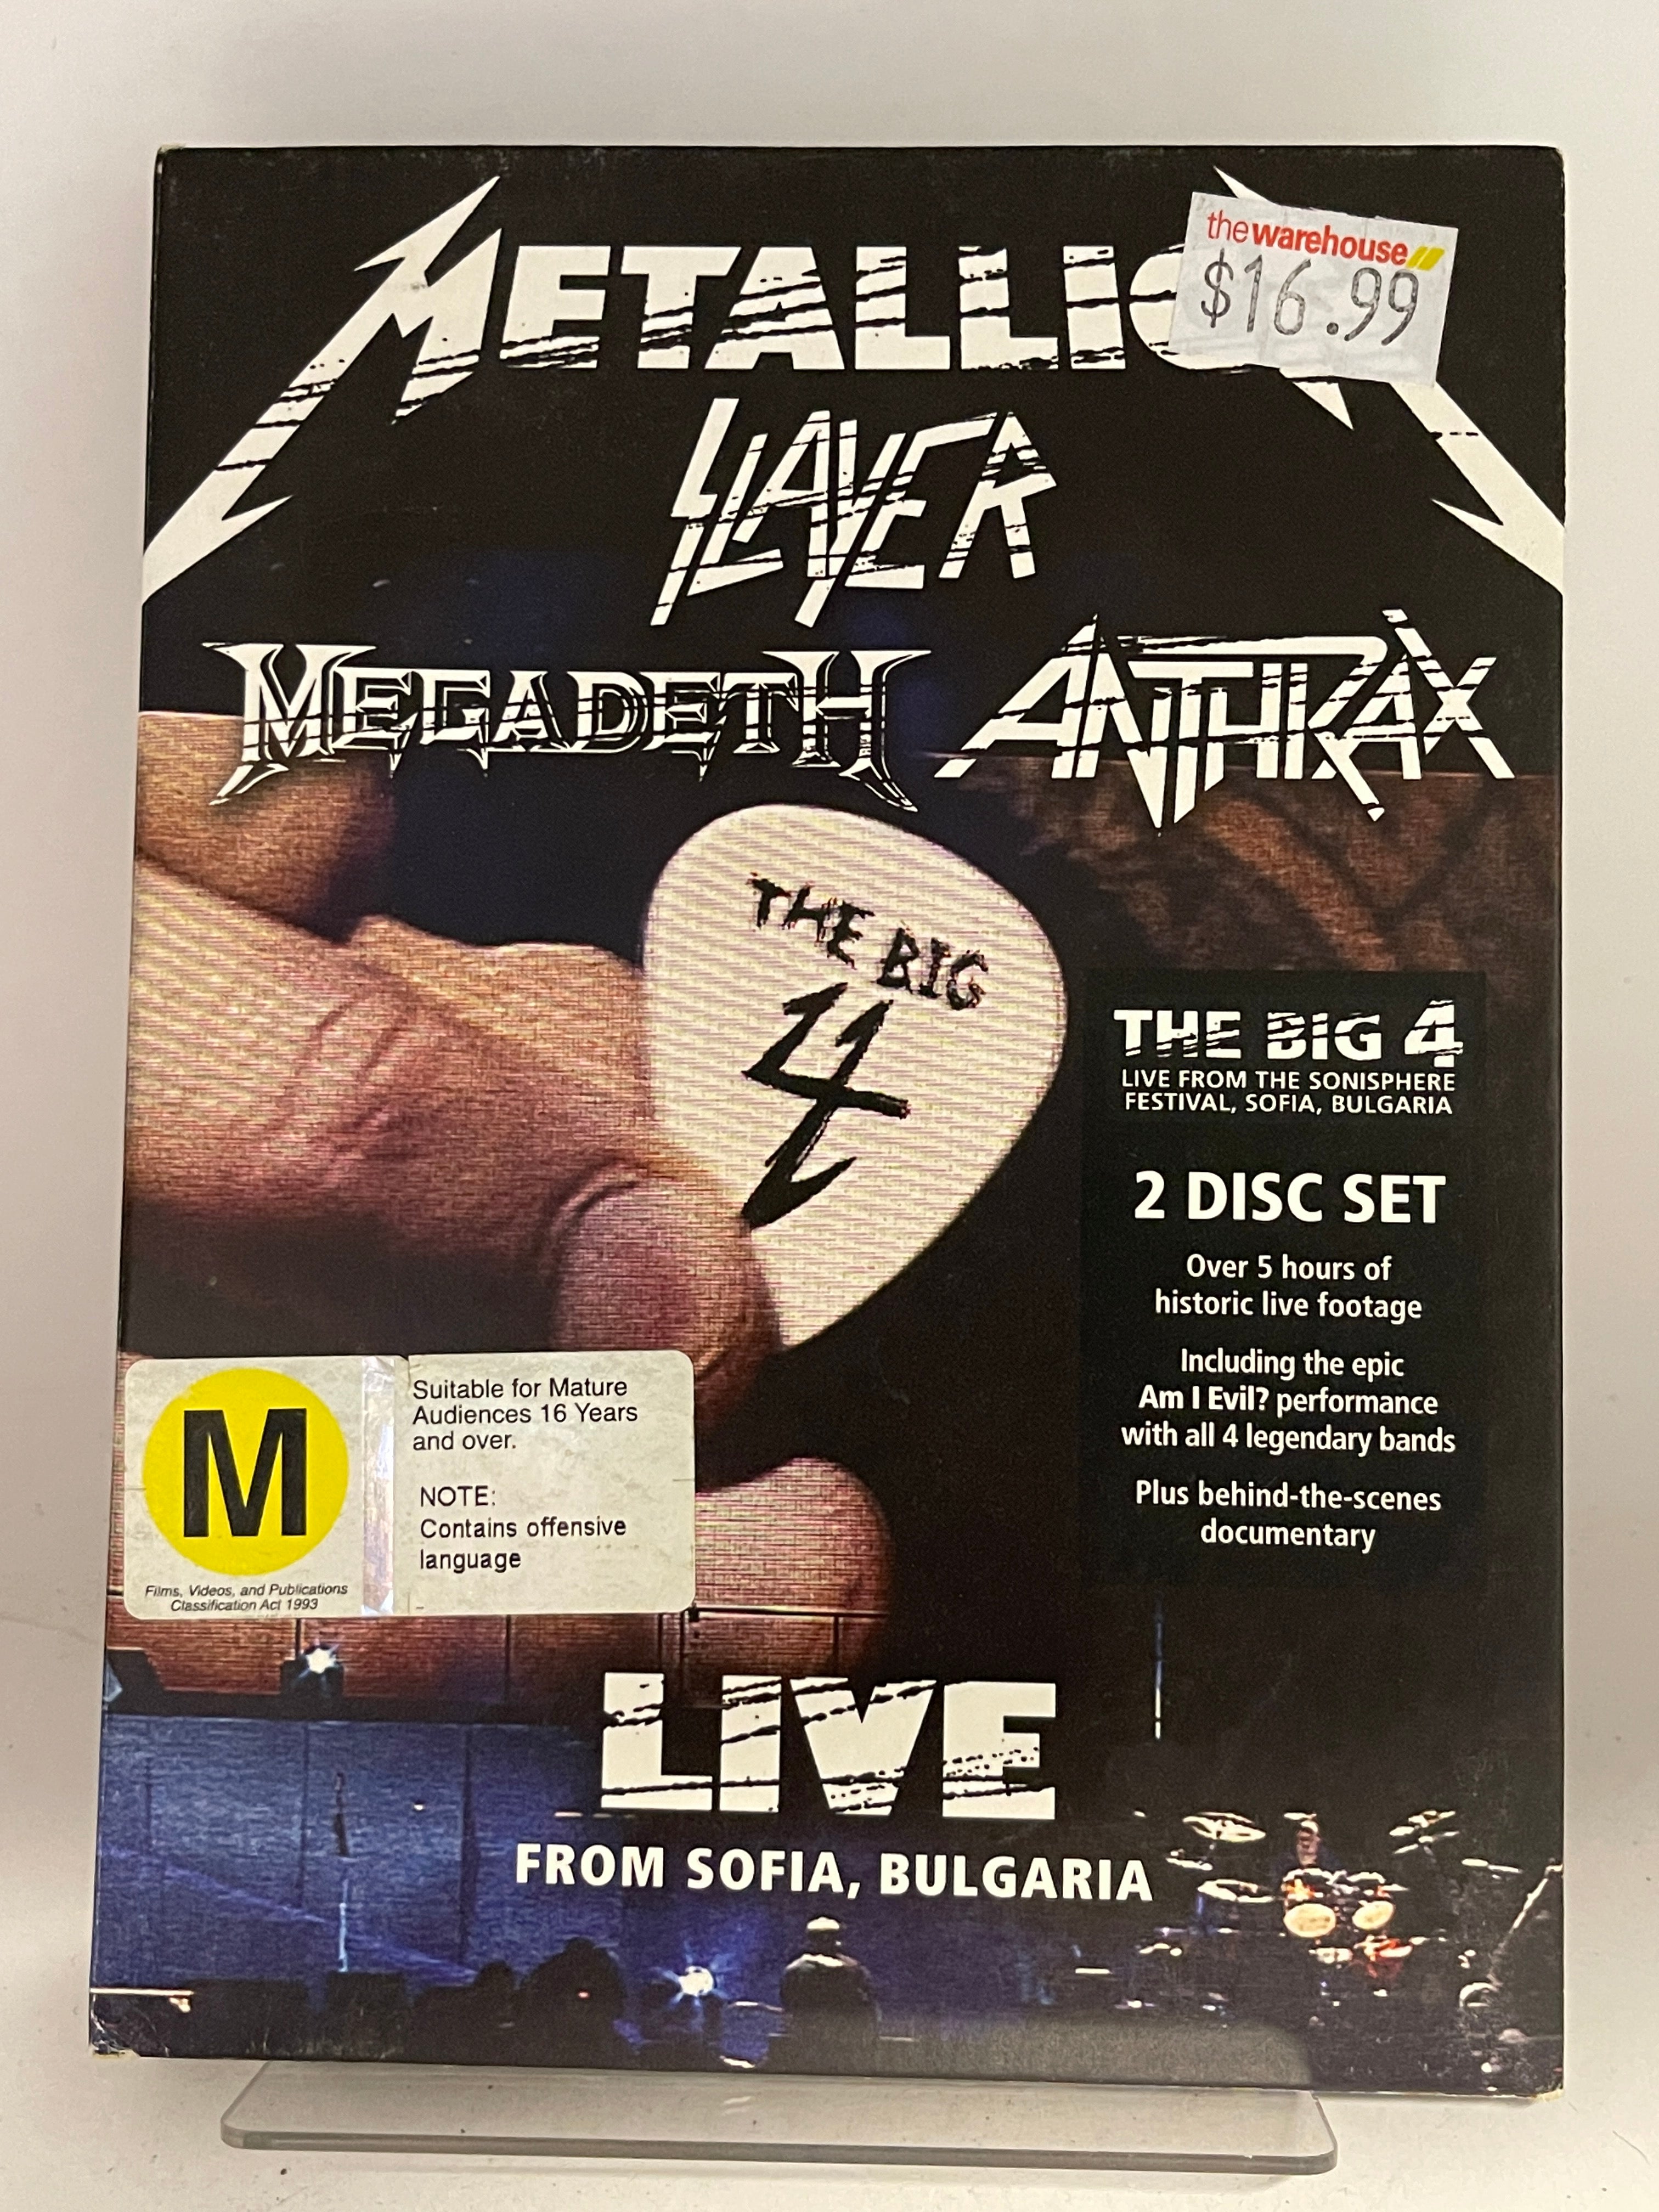 METALLIC
thewarehouse
$16.99
SLAYER
MEGADETH ANTHRAX
THE BIG
4
THE BIG 4
LIVE FROM THE SONISPHERE
FESTIVAL, SOFIA, BULGARIA
2 DISC SET
Over 5 hours of
historic live footage
Including the epic
Am I Evil? performance
with all 4 legendary bands
Plus behind-the-scenes
documentary
M
Films, Videos, and Publications
Classification Act 1993
Suitable for Mature
Audiences 16 Years
and over.
NOTE:
Contains offensive
language
LIVE
FROM SOFIA, BULGARIA